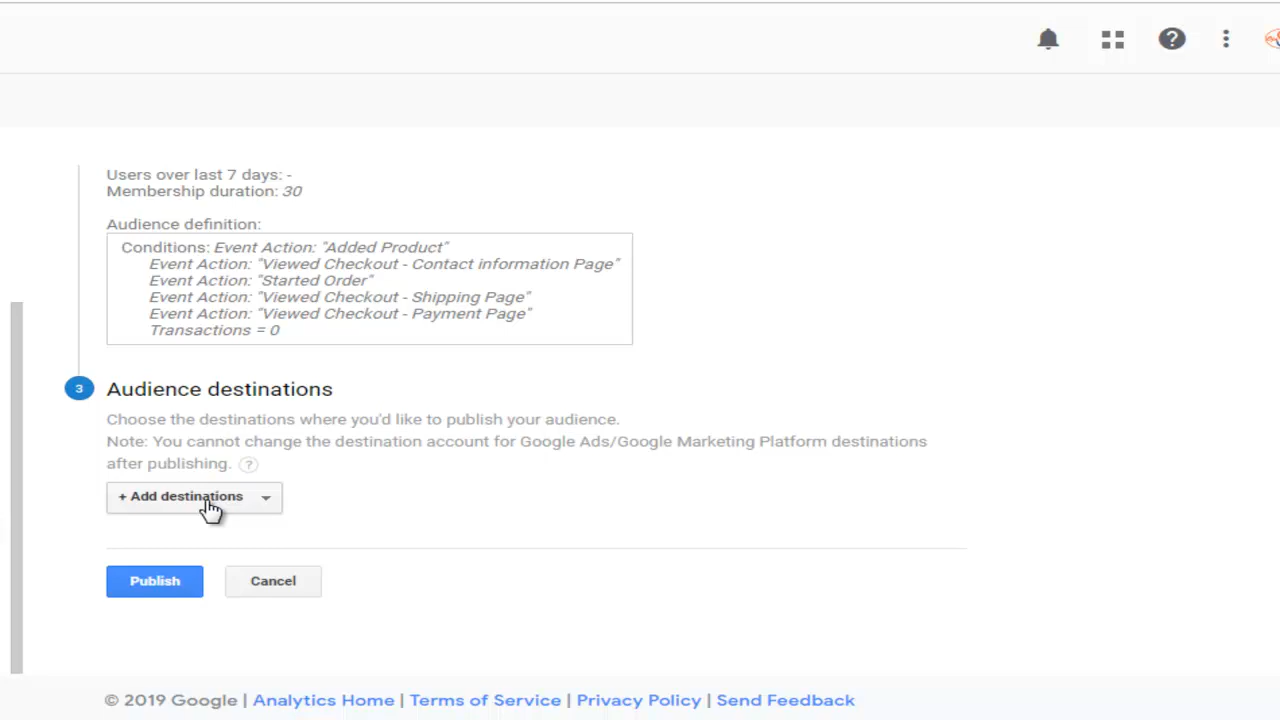 Users over last 7 days: -
Membership duration: 30
Audience definition:
Conditions: Event Action: "Added Product"
Event Action: "Viewed Checkout - Contact information Page"
Event Action: "Started Order"
Event Action: "Viewed Checkout - Shipping Page"
Event Action: "Viewed Checkout - Payment Page"
Transactions = 0
3 Audience destinations
Choose the destinations where you'd like to publish your audience.
Note: You cannot change the destination account for Google Ads/Google Marketing Platform destinations
after publishing. ?
+ Add destinations
Publish Cancel
© 2019 Google | Analytics Home | Terms of Service | Privacy Policy | Send Feedback